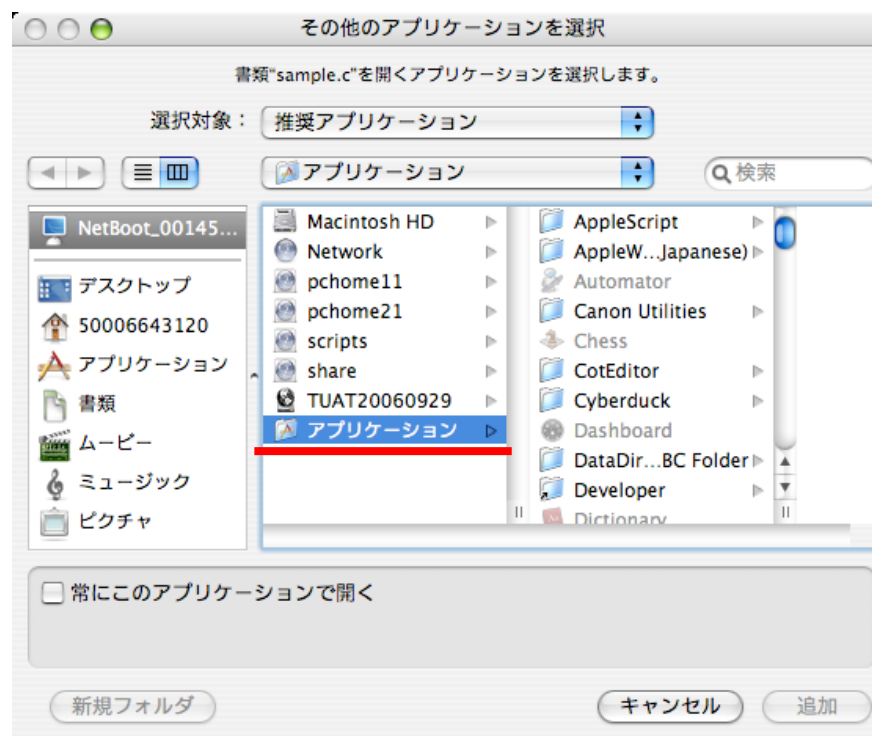 その他のアプリケーションを選択
書類"sample.c"を開くアプリケーションを選択します。
選択対象：
推奨アプリケーション
アプリケーション
検索
NetBoot_00145...
デスクトップ
50006643120
アプリケーション
書類
ムービー
ミュージック
ピクチャ
Macintosh HD
Network
pchome11
pchome21
scripts
share
TUAT20060929
アプリケーション
AppleScript
AppleW...Japanese)
Automator
Canon Utilities
Chess
CotEditor
Cyberduck
Dashboard
DataDir...BC Folder
Developer
Dictionary
常にこのアプリケーションで開く
新規フォルダ
キャンセル
追加